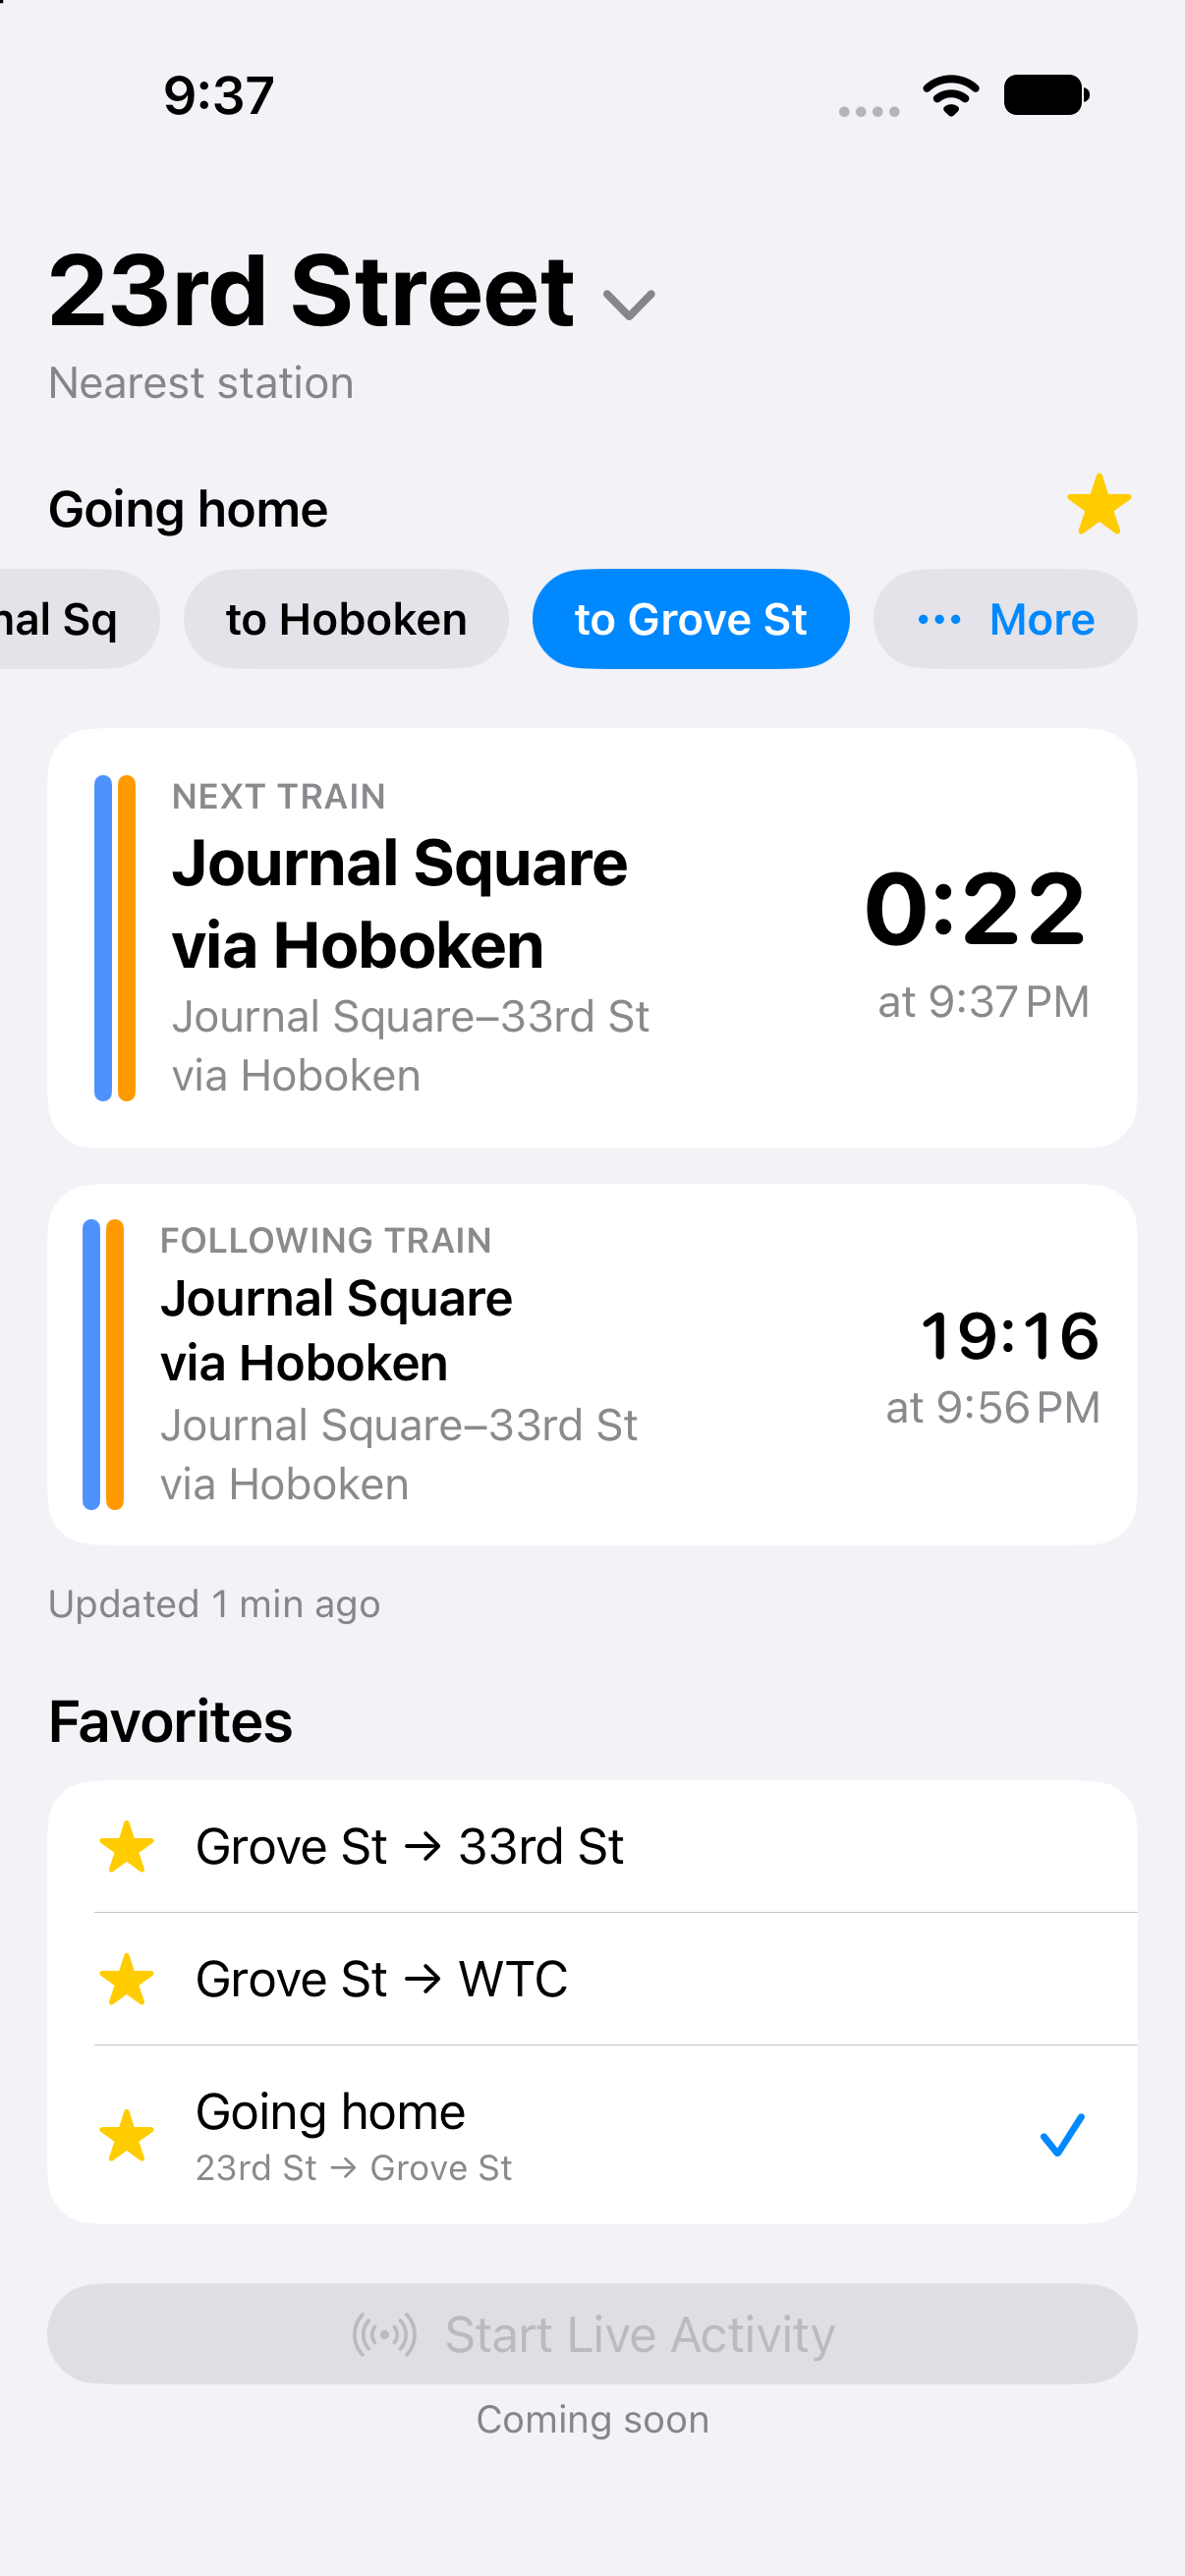 9:37
23rd Street
Nearest station
Going home
nal Sq
to Hoboken
to Grove St
••• More
NEXT TRAIN
Journal Square
via Hoboken
Journal Square–33rd St
via Hoboken
0:22
at 9:37 PM
FOLLOWING TRAIN
Journal Square
via Hoboken
Journal Square–33rd St
via Hoboken
19:16
at 9:56 PM
Updated 1 min ago
Favorites
Grove St → 33rd St
Grove St → WTC
Going home
23rd St → Grove St
Start Live Activity
Coming soon